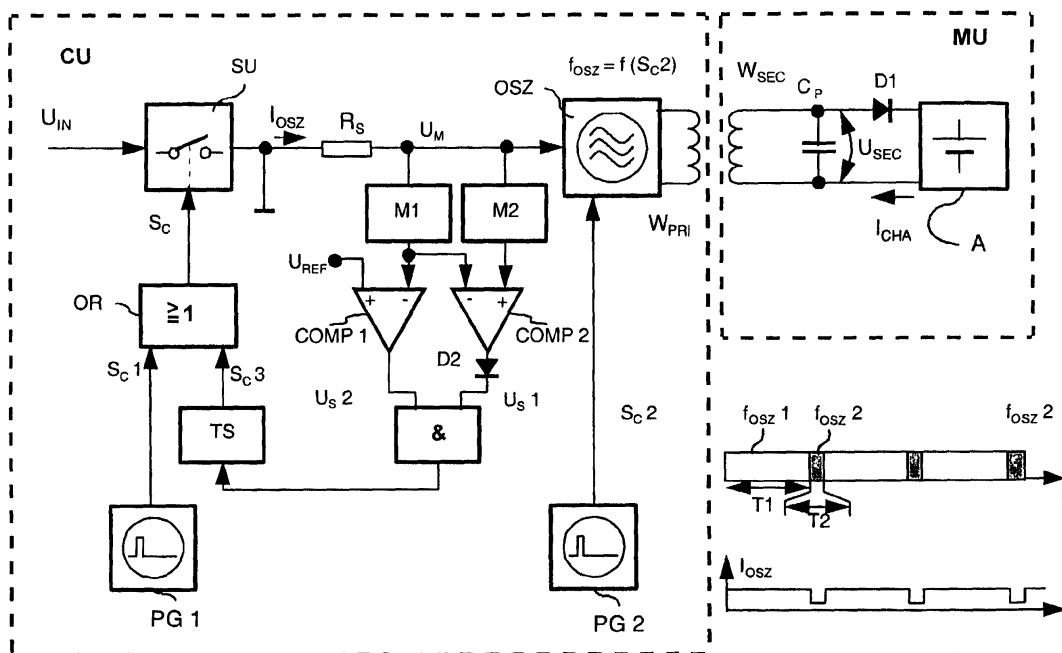 CU
MU
SU
f_OSZ = f (S_C2)
OSZ
W_SEC
C_P
D1
U_IN
I_OSZ
R_S
U_M
U_SEC
M1
M2
S_C
W_PRI
I_CHA
A
U_REF
+
-
-
+
OR
≧1
COMP 1
COMP 2
D2
S_C 1
S_C 3
U_S 2
U_S 1
S_C 2
TS
&
f_OSZ 1
f_OSZ 2
f_OSZ 2
T1
T2
I_OSZ
PG 1
PG 2